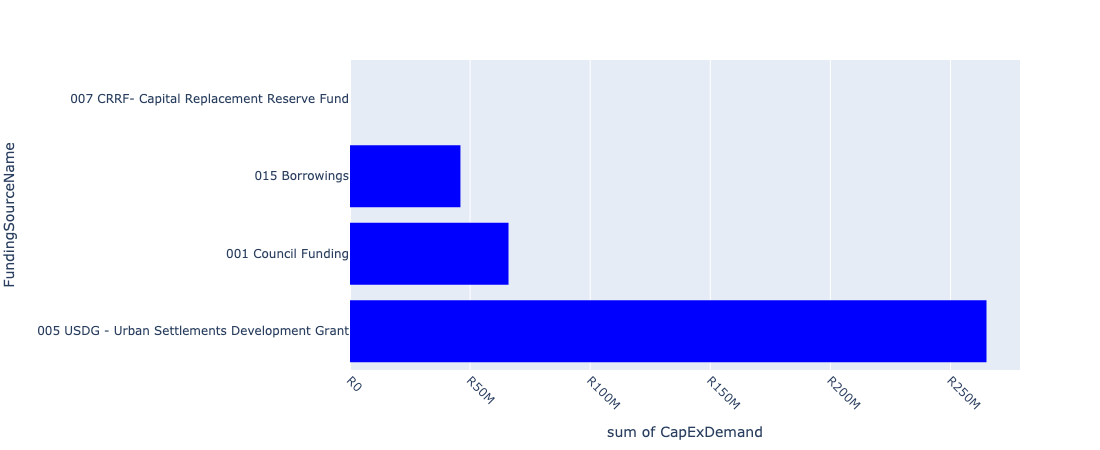 FundingSourceName
007 CRRF- Capital Replacement Reserve Fund
015 Borrowings
001 Council Funding
005 USDG - Urban Settlements Development Grant
R0
R50M
R100M
R150M
R200M
R250M
sum of CapExDemand